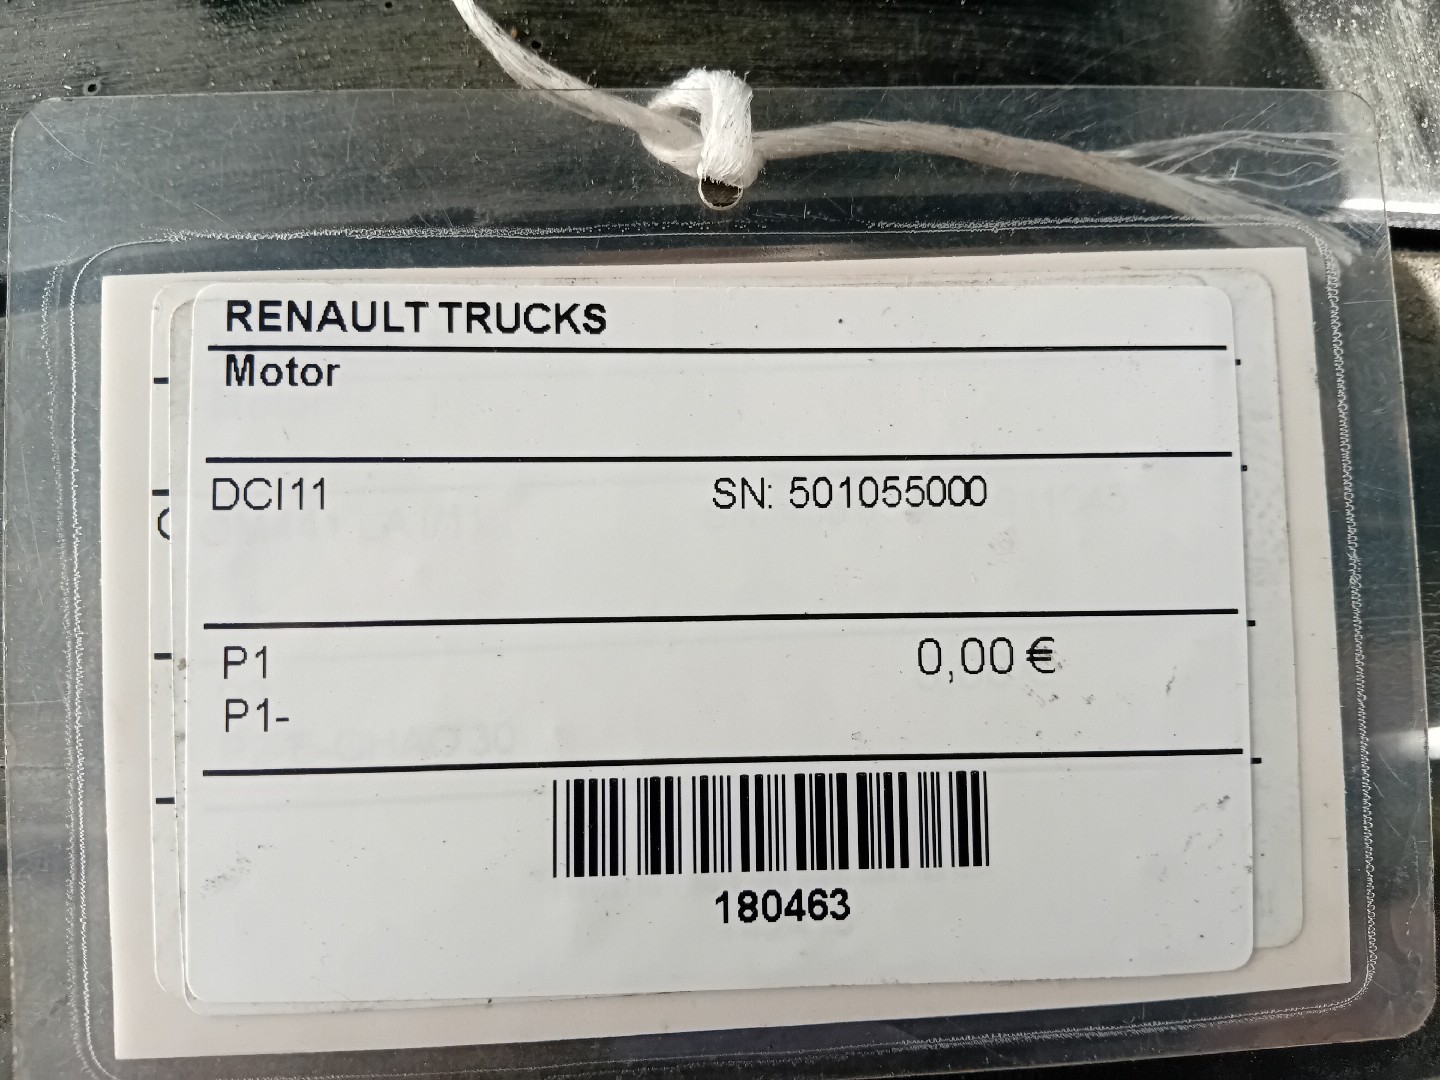 RENAULT TRUCKS
Motor
DCI11 SN: 501055000
P1 0,00 €
P1-
180463